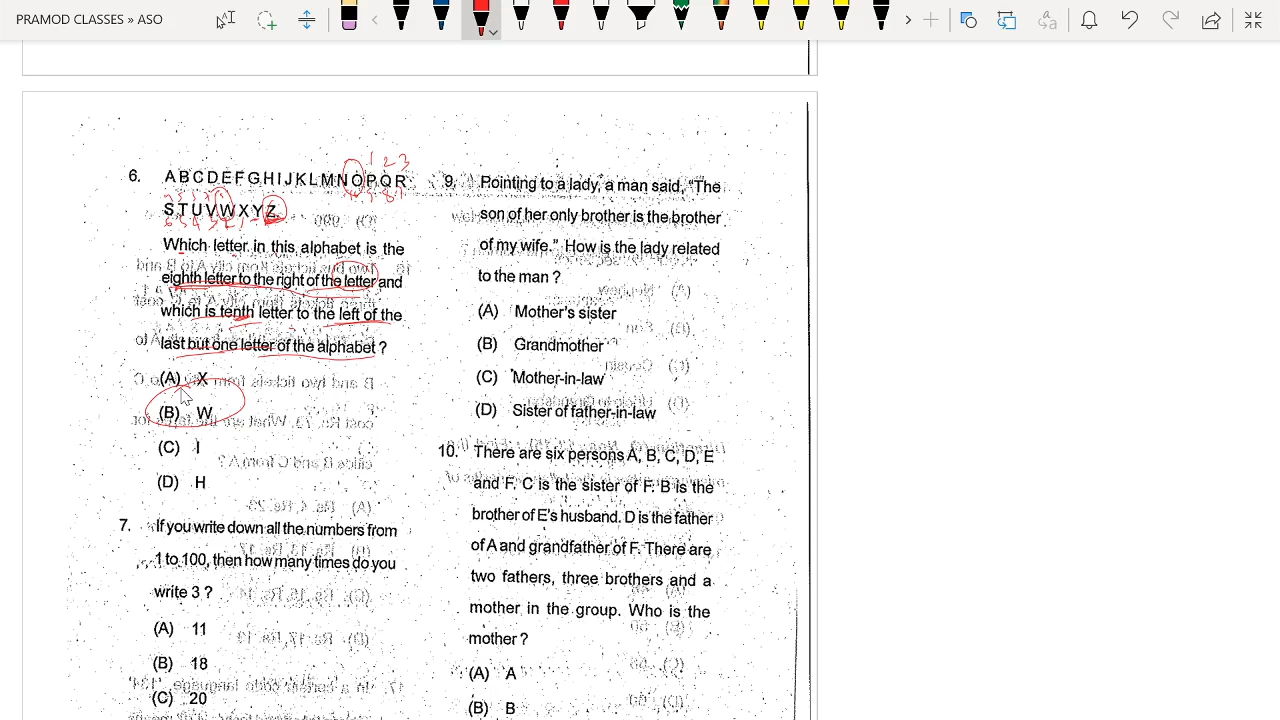 PRAMOD CLASSES » ASO
6. A B C D E F G H I J K L M N O P Q R
S T U V W X Y Z
Which letter in this alphabet is the
eighth letter to the right of the letter and
which is tenth letter to the left of the
last but one letter of the alphabet ?
(A) X
(B) W
(C) I
(D) H
7. If you write down all the numbers from
1 to 100, then how many times do you
write 3 ?
(A) 11
(B) 18
(C) 20
9. Pointing to a lady, a man said, "The
son of her only brother is the brother
of my wife." How is the lady related
to the man ?
(A) Mother's sister
(B) Grandmother
(C) Mother-in-law
(D) Sister of father-in-law
10. There are six persons A, B, C, D, E
and F. C is the sister of F. B is the
brother of E's husband. D is the father
of A and grandfather of F. There are
two fathers, three brothers and a
mother in the group. Who is the
mother ?
(A) A
(B) B